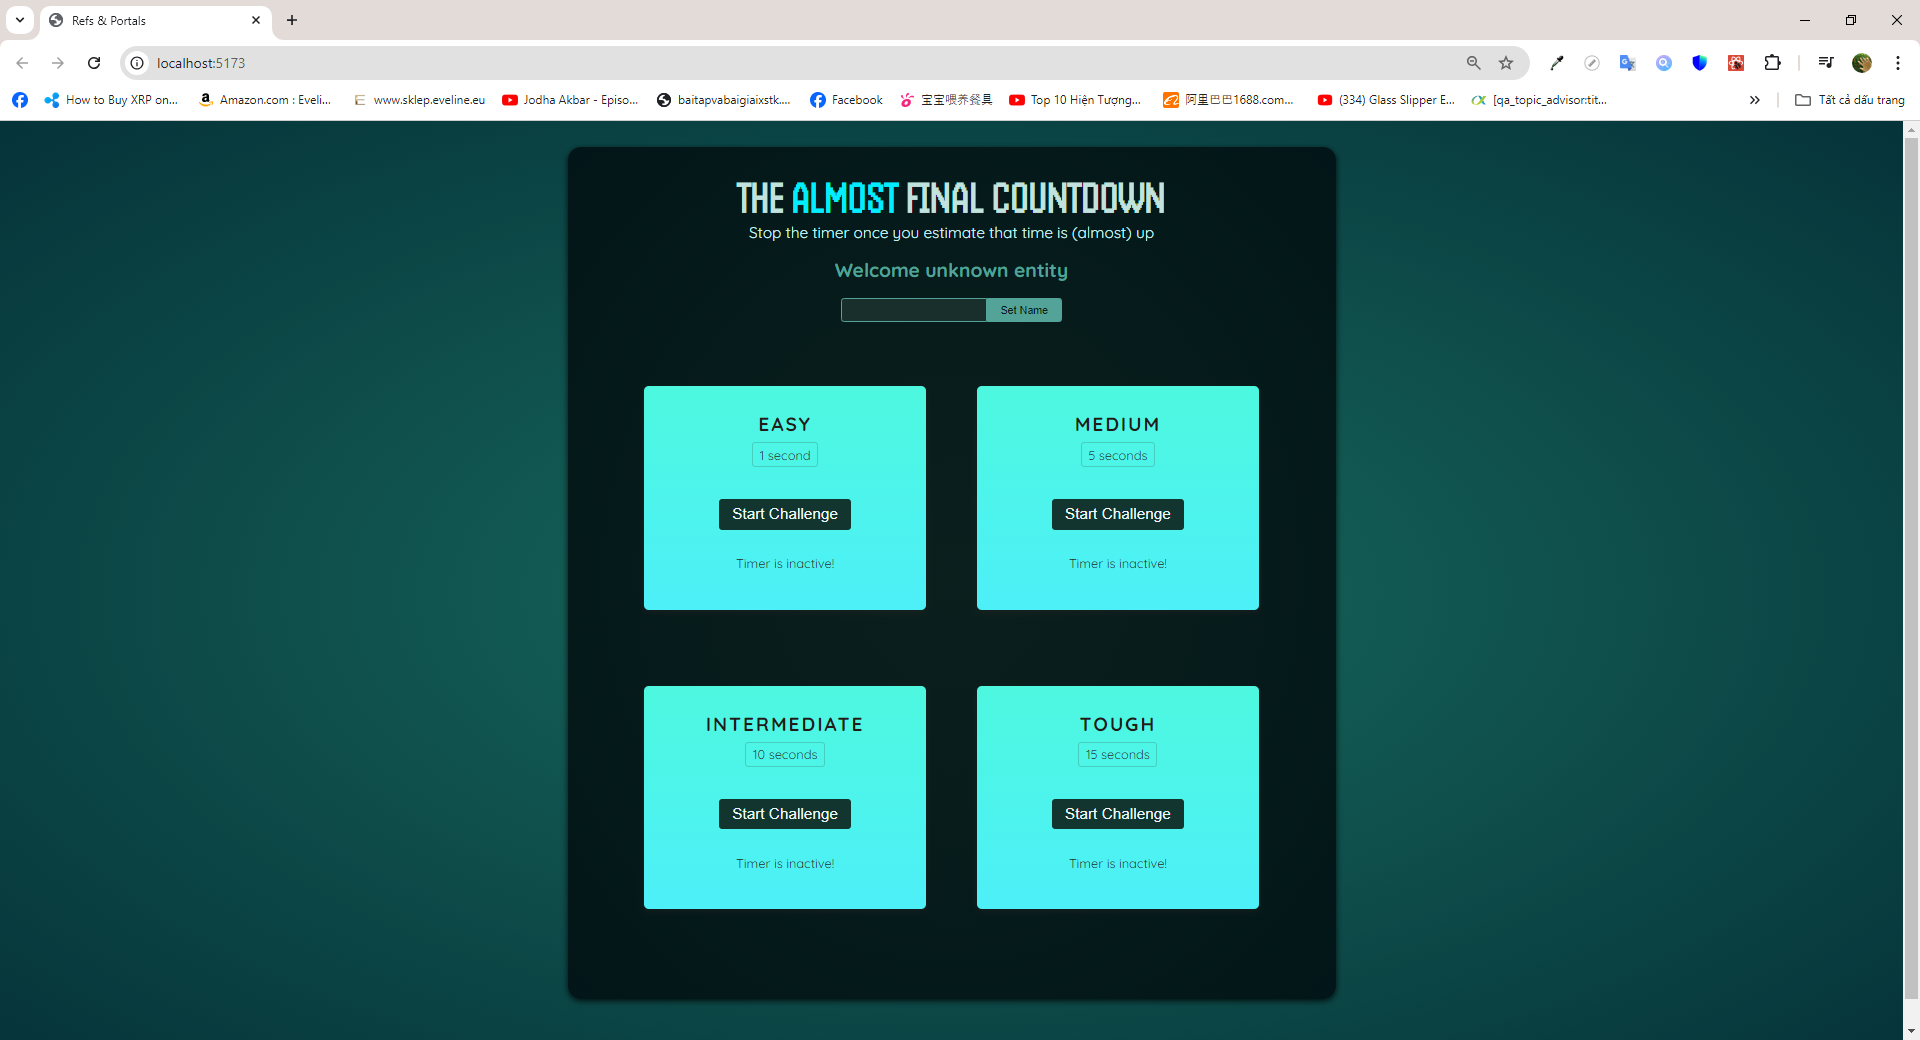 Refs & Portals
localhost:5173
How to Buy XRP on...
Amazon.com : Eveli...
www.sklep.eveline.eu
Jodha Akbar - Episo...
baitapvabaigiaixstk....
Facebook
宝宝喂养餐具
Top 10 Hiện Tượng...
阿里巴巴1688.com...
(334) Glass Slipper E...
[qa_topic_advisor:tit...
Tất cả dấu trang
THE ALMOST FINAL COUNTDOWN
Stop the timer once you estimate that time is (almost) up
Welcome unknown entity
Set Name
EASY
1 second
Start Challenge
Timer is inactive!
MEDIUM
5 seconds
Start Challenge
Timer is inactive!
INTERMEDIATE
10 seconds
Start Challenge
Timer is inactive!
TOUGH
15 seconds
Start Challenge
Timer is inactive!